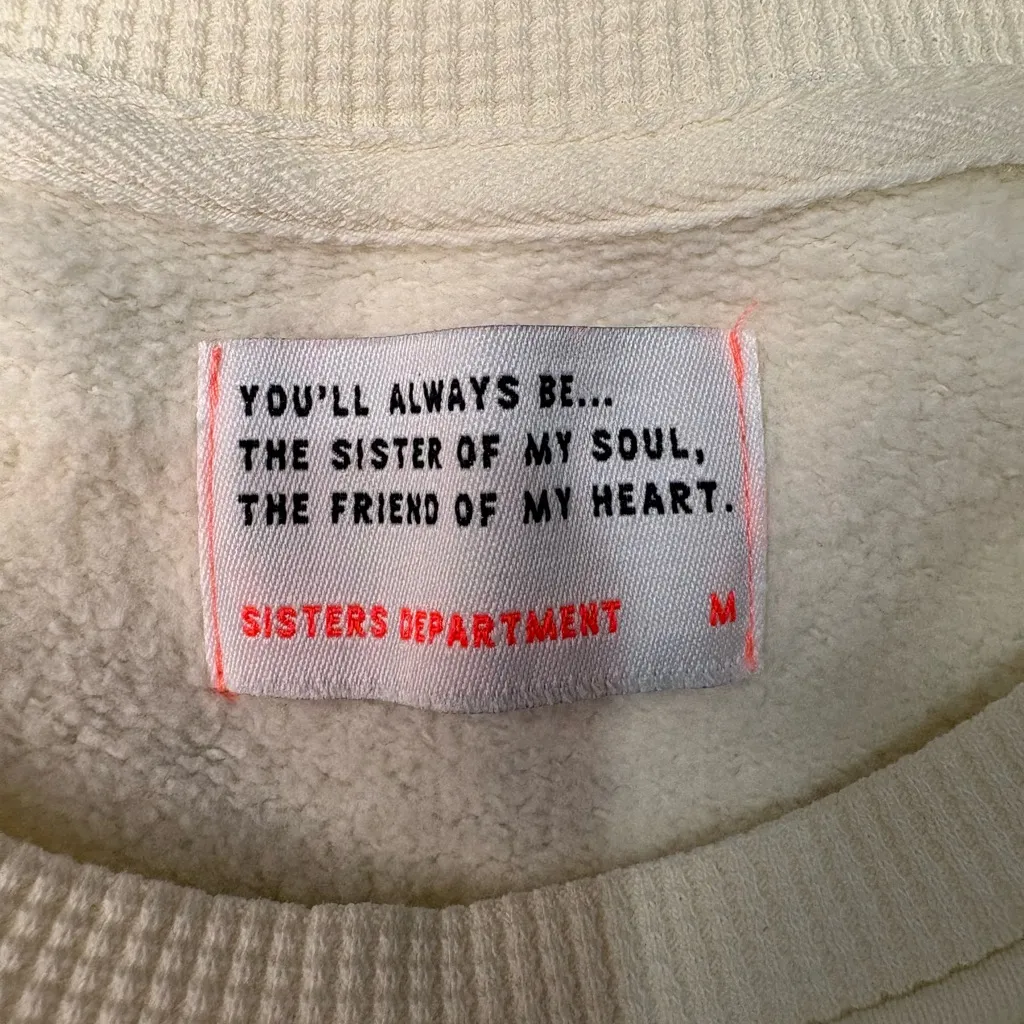 YOU'LL ALWAYS BE...
THE SISTER OF MY SOUL,
THE FRIEND OF MY HEART.
SISTERS DEPARTMENT M